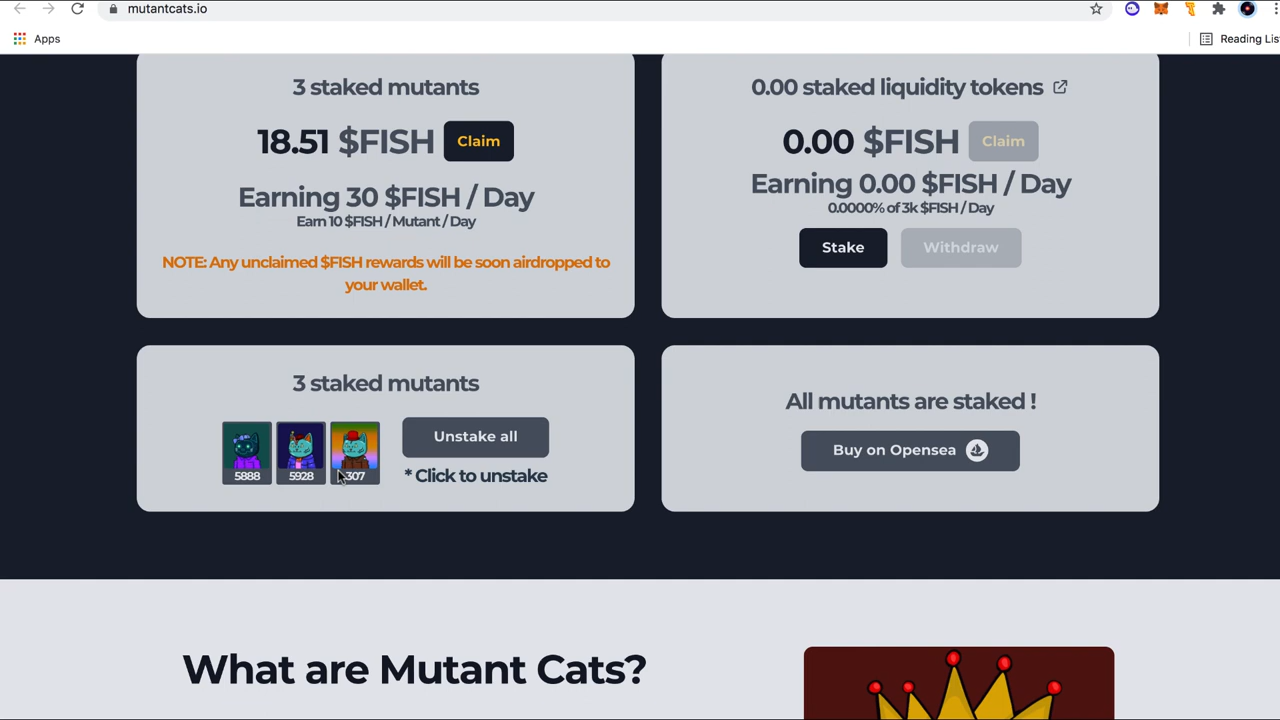 mutantcats.io
Apps
Reading Lis
3 staked mutants
18.51 $FISH Claim
Earning 30 $FISH / Day
Earn 10 $FISH / Mutant / Day
NOTE: Any unclaimed $FISH rewards will be soon airdropped to
your wallet.
0.00 staked liquidity tokens
0.00 $FISH Claim
Earning 0.00 $FISH / Day
0.0000% of 3k $FISH / Day
Stake Withdraw
3 staked mutants
5888 5928 307
Unstake all
* Click to unstake
All mutants are staked !
Buy on Opensea
What are Mutant Cats?